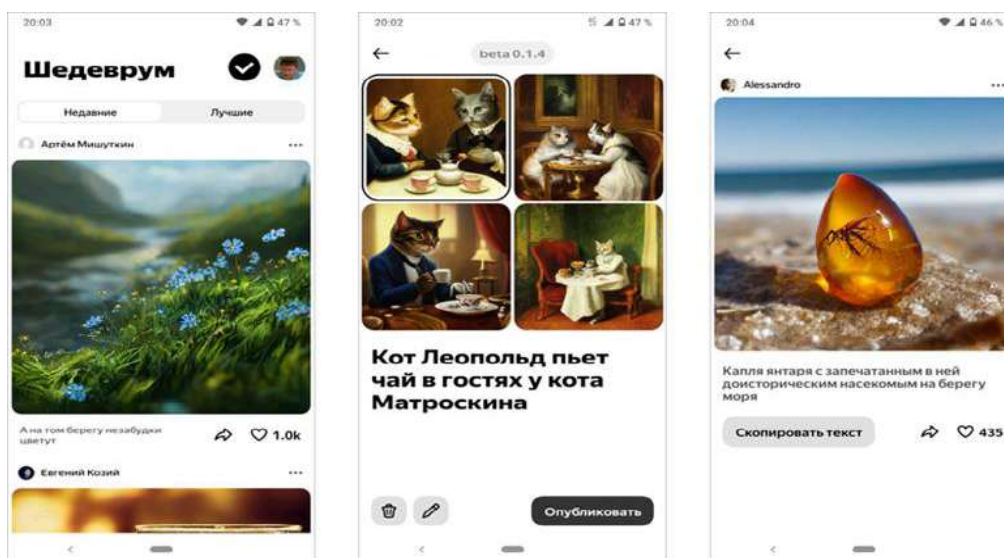 20:03
47 %
Шедеврум
Недавние
Лучшие
Артём Мишуткин
А на том берегу незабудки
цветут
1.0k
Евгений Козий
20:02
47 %
beta 0.1.4
Кот Леопольд пьет
чай в гостях у кота
Матроскина
Опубликовать
20:04
46 %
Alessandro
Капля янтаря с запечатанным в ней
доисторическим насекомым на берегу
моря
Скопировать текст
435